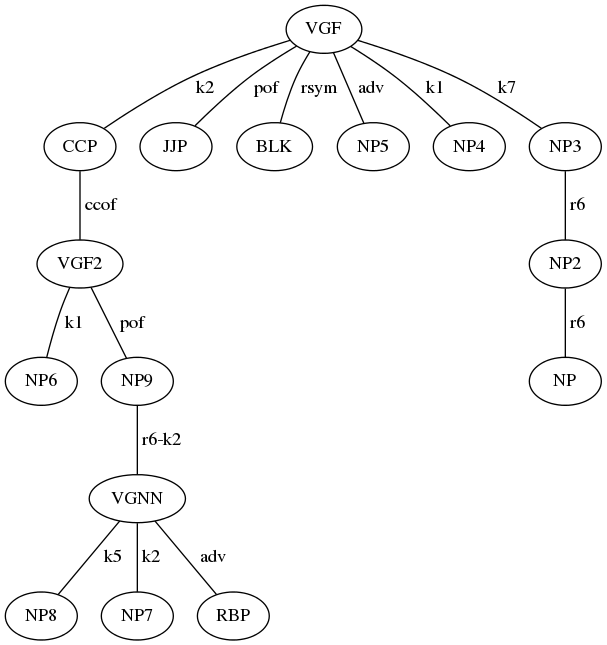 VGF
k2 pof rsym adv k1 k7
CCP JJP BLK NP5 NP4 NP3
ccof r6
VGF2 NP2
k1 pof r6
NP6 NP9 NP
r6-k2
VGNN
k5 k2 adv
NP8 NP7 RBP